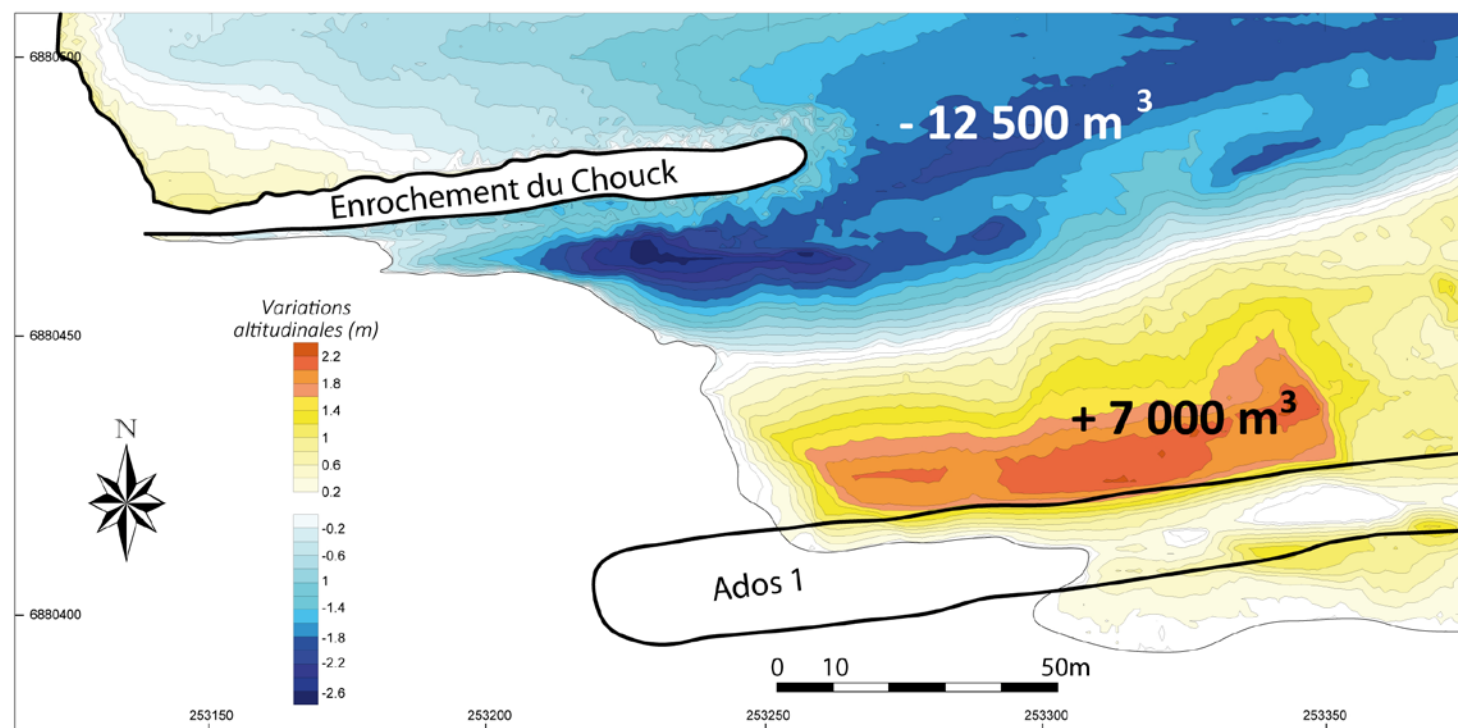 6880500
- 12 500 m 3
Enrochement du Chouck
Variations
altitudinales (m)
6880450
2.2
1.8
1.4
1
0.6
0.2
-0.2
-0.6
1
-1.4
-1.8
-2.2
-2.6
+ 7 000 m3
N
Ados 1
6880400
0 10 50m
253150 253200 253250 253300 253350